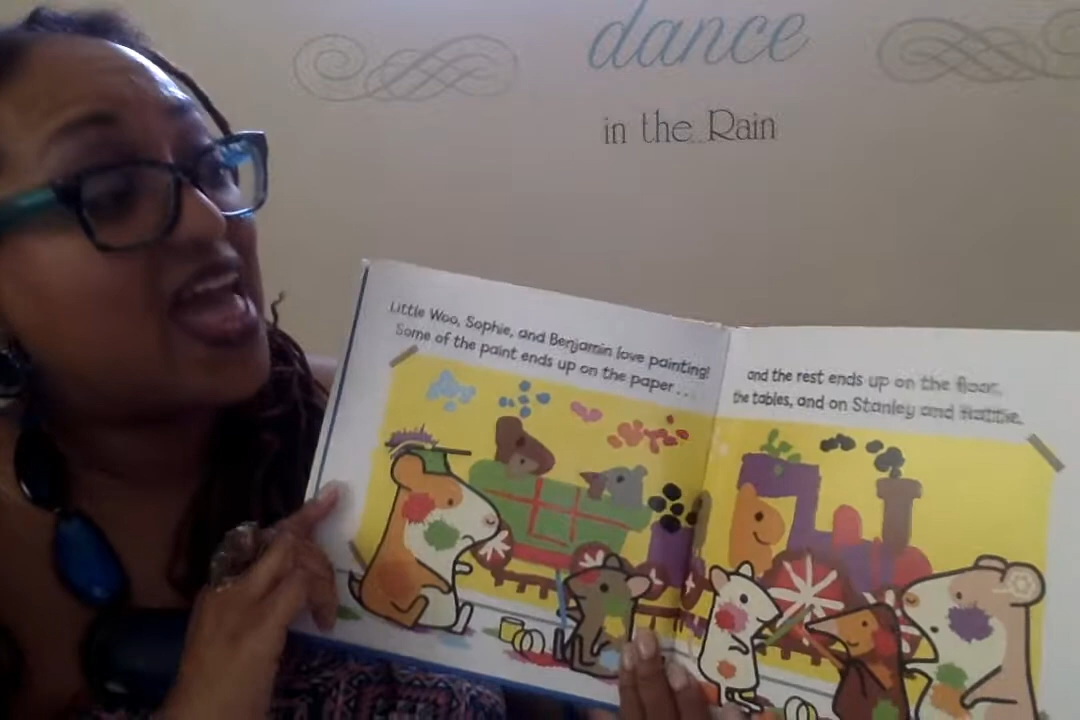 dance
in the Rain
Little Woo, Sophie, and Benjamin love painting!
Some of the paint ends up on the paper...
and the rest ends up on the floor,
the tables, and on Stanley and Hattie.